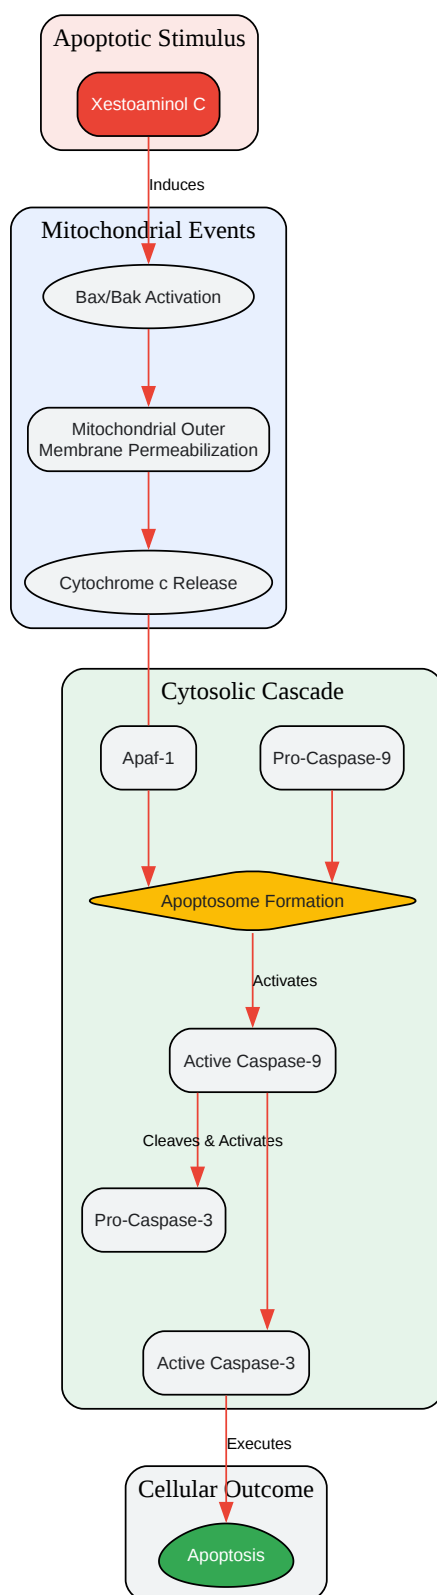 Apoptotic Stimulus
Xestoaminol C
Induces
Mitochondrial Events
Bax/Bak Activation
Mitochondrial Outer
Membrane Permeabilization
Cytochrome c Release
Cytosolic Cascade
Apaf-1
Pro-Caspase-9
Apoptosome Formation
Activates
Active Caspase-9
Cleaves & Activates
Pro-Caspase-3
Active Caspase-3
Executes
Cellular Outcome
Apoptosis